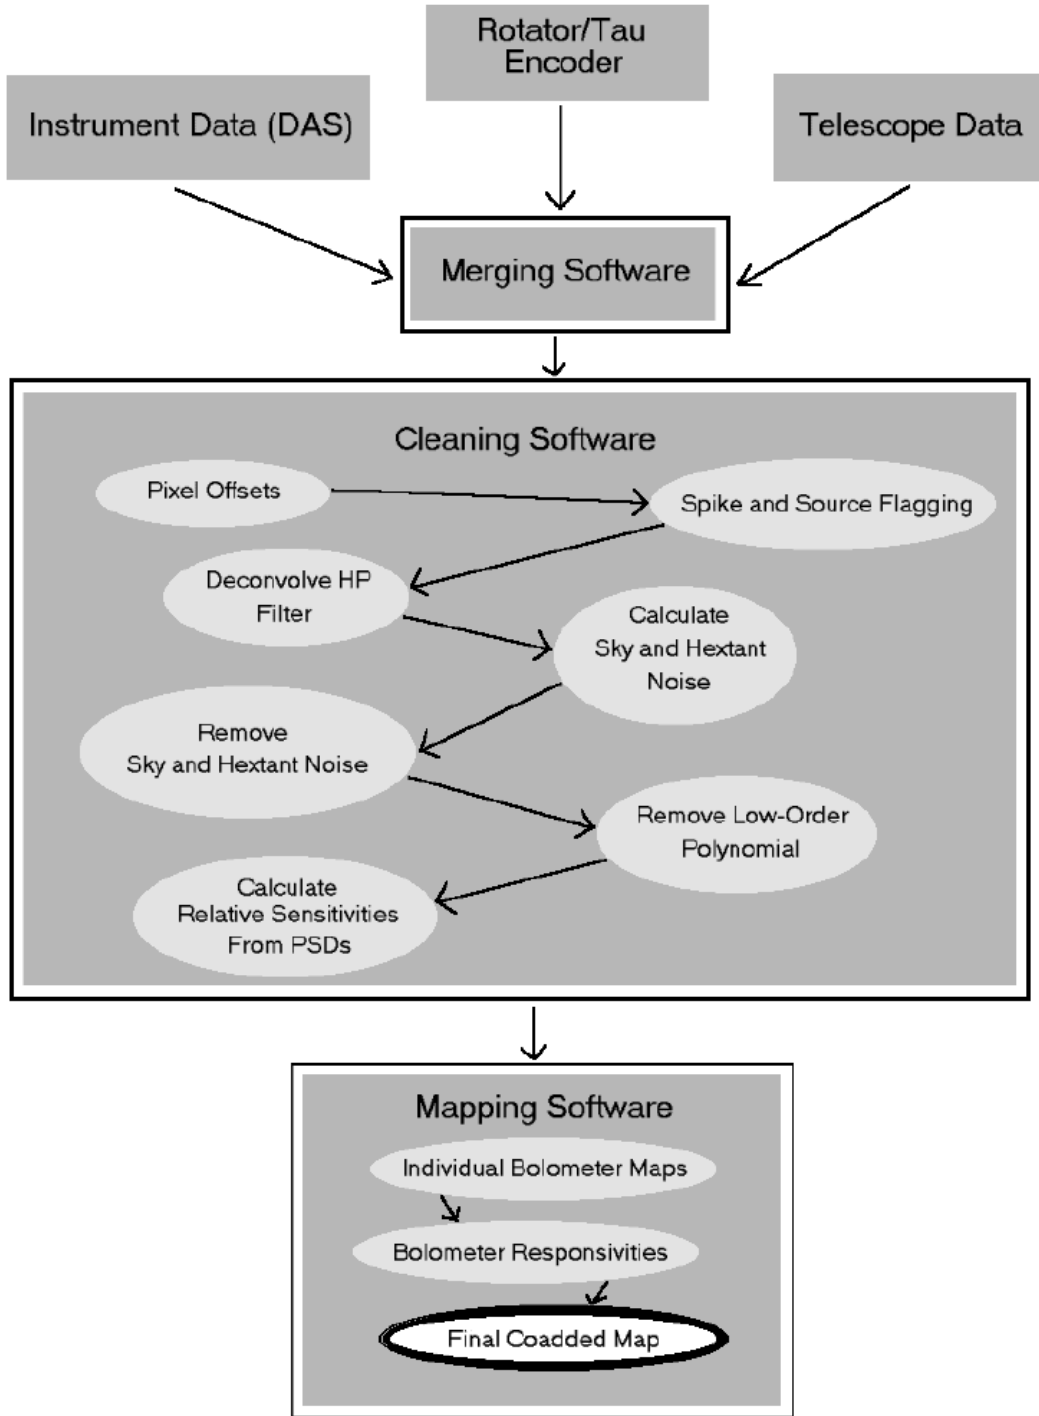 Rotator/Tau
Encoder
Instrument Data (DAS)
Telescope Data
Merging Software
Cleaning Software
Pixel Offsets
Spike and Source Flagging
Deconvolve HP
Filter
Calculate
Sky and Hextant
Noise
Remove
Sky and Hextant Noise
Remove Low-Order
Polynomial
Calculate
Relative Sensitivities
From PSDs
Mapping Software
Individual Bolometer Maps
Bolometer Responsivities
Final Coadded Map